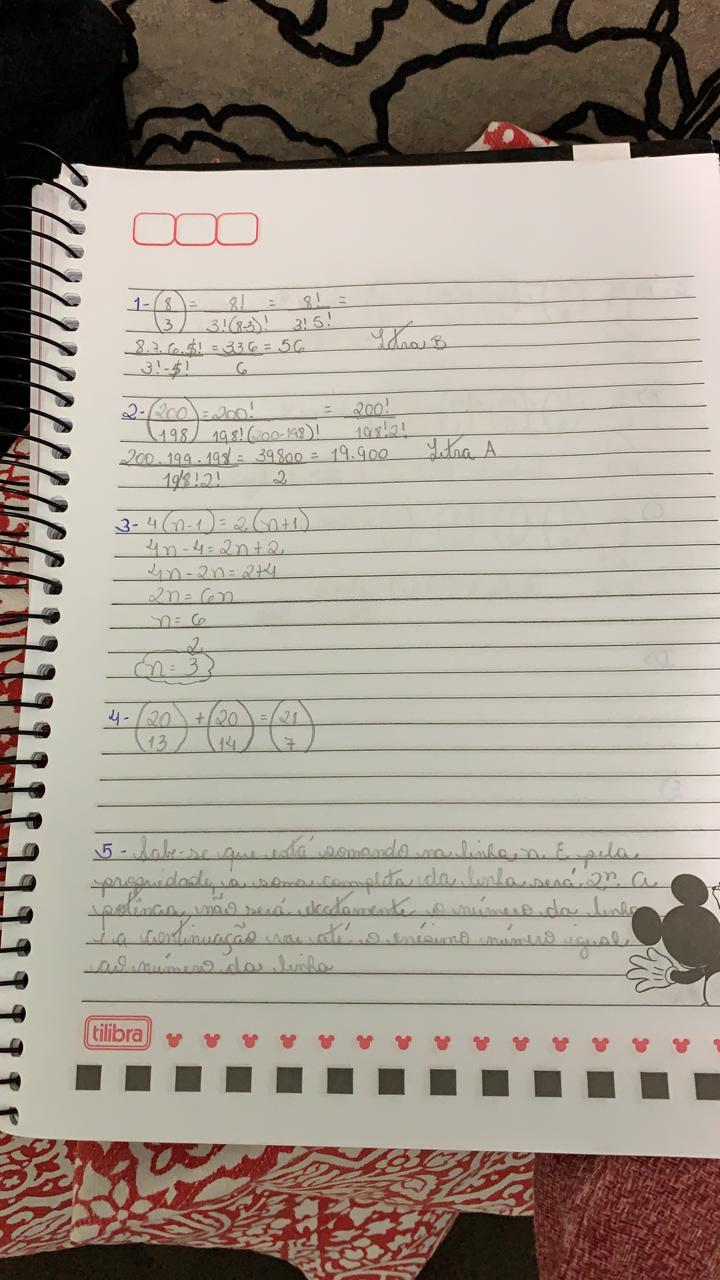 1- (8 3) = 8! / 3!(8-3)! = 8! / 3! 5! =
8.7.6.5! / 3!-5! = 336 / 6 = 56 Letra B
2- (200 198) = 200! / 198!(200-198)! = 200! / 198!2!
200.199.198! / 198!2! = 39800 / 2 = 19.900 Letra A
3- 4(n-1) = 2(n+1)
4n-4=2n+2
4n-2n=2+4
2n=6n
n=6
2
n=3
4- (20 13) + (20 14) = (21 7)
5- Sabe-se que está somando na linha, n. E pela,
propriedade, a soma completa da linha será 2ⁿ. A
potência, não será exatamente o número da linha
e a continuação vai até o enésimo número igual
ao número da linha
tilibra